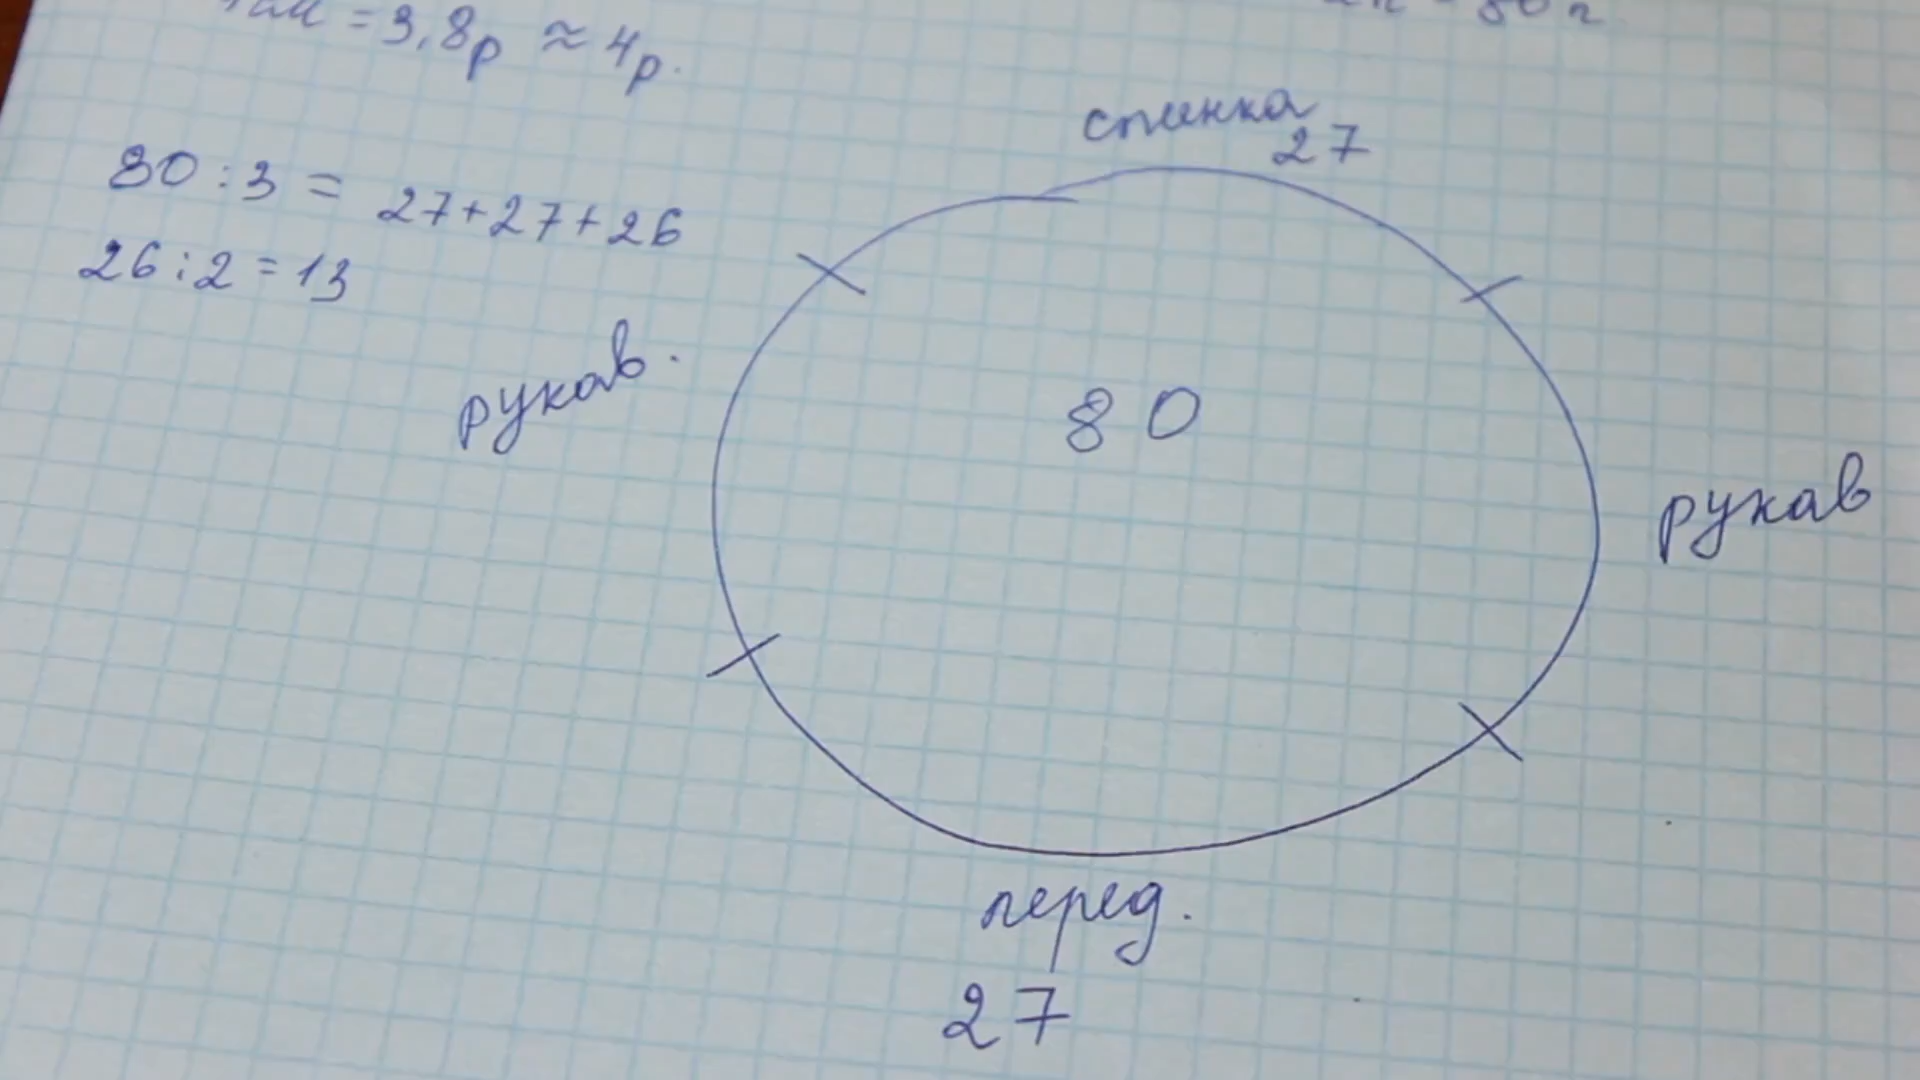 = 3,8р ≈ 4р.
80 : 3 = 27+27+26
26 : 2 = 13
спинка
27
рукав.
80
рукав
перед.
27